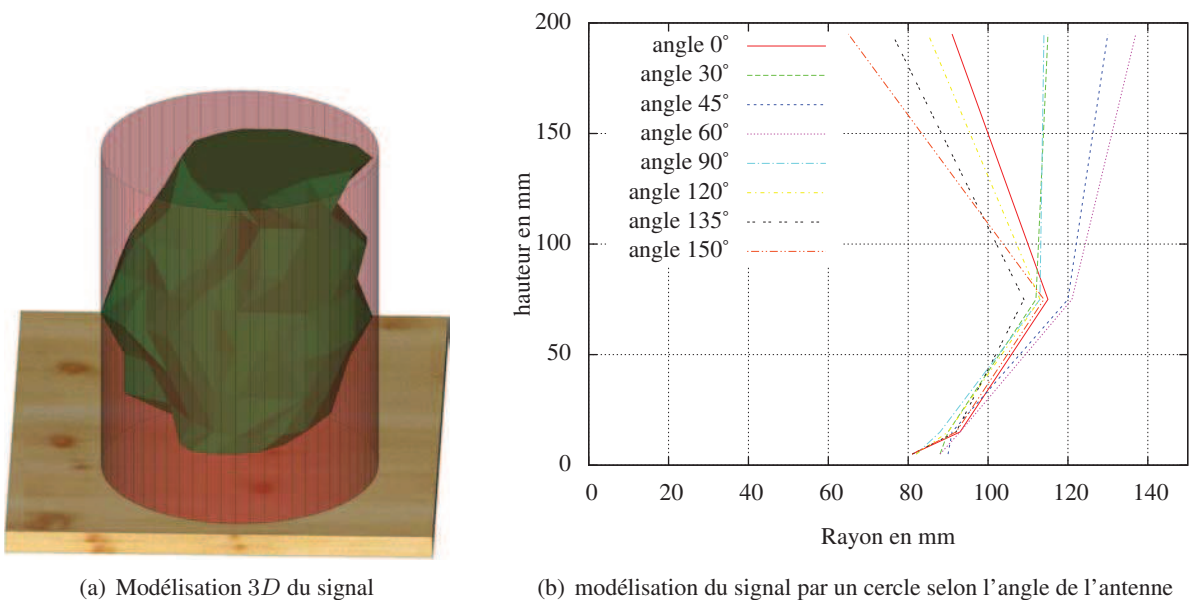 200
150
100
50
0
hauteur en mm
angle 0°
angle 30°
angle 45°
angle 60°
angle 90°
angle 120°
angle 135°
angle 150°
0 20 40 60 80 100 120 140
Rayon en mm
(a) Modélisation 3D du signal
(b) modélisation du signal par un cercle selon l'angle de l'antenne